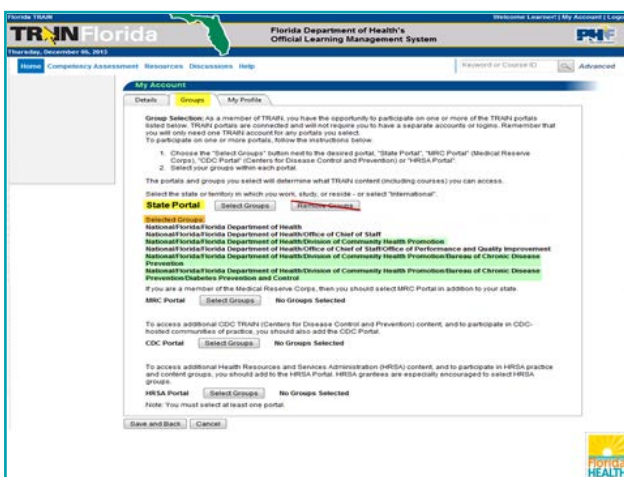 Florida TRAIN
Welcome Learner! | My Account | Logo
TRAIN Florida
Florida Department of Health's
Official Learning Management System
PHF
Thursday, December 05, 2013
Home Competency Assessment Resources Discussions Help
Keyword or Course ID
Advanced
My Account
Details Groups My Profile
Group Selection: As a member of TRAIN, you have the opportunity to participate on one or more of the TRAIN portals
listed below. TRAIN portals are connected and will not require you to have a separate accounts or logins. Remember that
you will only need one TRAIN account for any portals you select.
To participate on one or more portals, follow the instructions below:
1. Choose the "Select Groups" button next to the desired portal, "State Portal", "MRC Portal" (Medical Reserve
Corps), "CDC Portal" (Centers for Disease Control and Prevention) or "HRSA Portal".
2. Select your groups within each portal.
The portals and groups you select will determine what TRAIN content (including courses) you can access.
Select the state or territory in which you work, study, or reside - or select "International".
State Portal Select Groups Remove Groups
Selected Groups:
National/Florida/Florida Department of Health
National/Florida/Florida Department of Health/Office of Chief of Staff
National/Florida/Florida Department of Health/Division of Community Health Promotion
National/Florida/Florida Department of Health/Office of Chief of Staff/Office of Performance and Quality Improvement
National/Florida/Florida Department of Health/Division of Community Health Promotion/Bureau of Chronic Disease
Prevention
National/Florida/Florida Department of Health/Division of Community Health Promotion/Bureau of Chronic Disease
Prevention/Diabetes Prevention and Control
If you are a member of the Medical Reserve Corps, then you should select MRC Portal in addition to your state.
MRC Portal Select Groups No Groups Selected
To access additional CDC TRAIN (Centers for Disease Control and Prevention) content, and to participate in CDC-
hosted communities of practice, you should also add the CDC Portal.
CDC Portal Select Groups No Groups Selected
To access additional Health Resources and Services Administration (HRSA) content, and to participate in HRSA practice
and content groups, you should add to the HRSA Portal. HRSA grantees are especially encouraged to select HRSA
groups.
HRSA Portal Select Groups No Groups Selected
Note: You must select at least one portal.
Save and Back Cancel
Florida
HEALTH